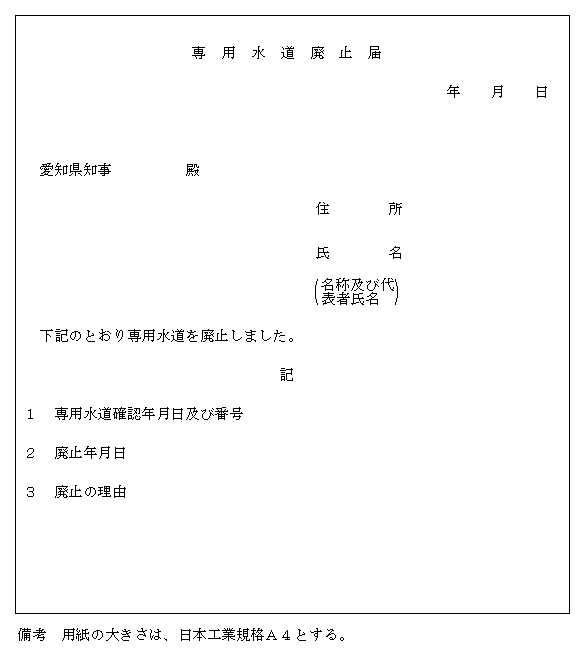 専　用　水　道　廃　止　届
年　　月　　日
愛知県知事　　　　　殿
住　　　　所
氏　　　　名
(名称及び代
表者氏名)
下記のとおり専用水道を廃止しました。
記
１　専用水道確認年月日及び番号
２　廃止年月日
３　廃止の理由
備考　用紙の大きさは、日本工業規格Ａ４とする。